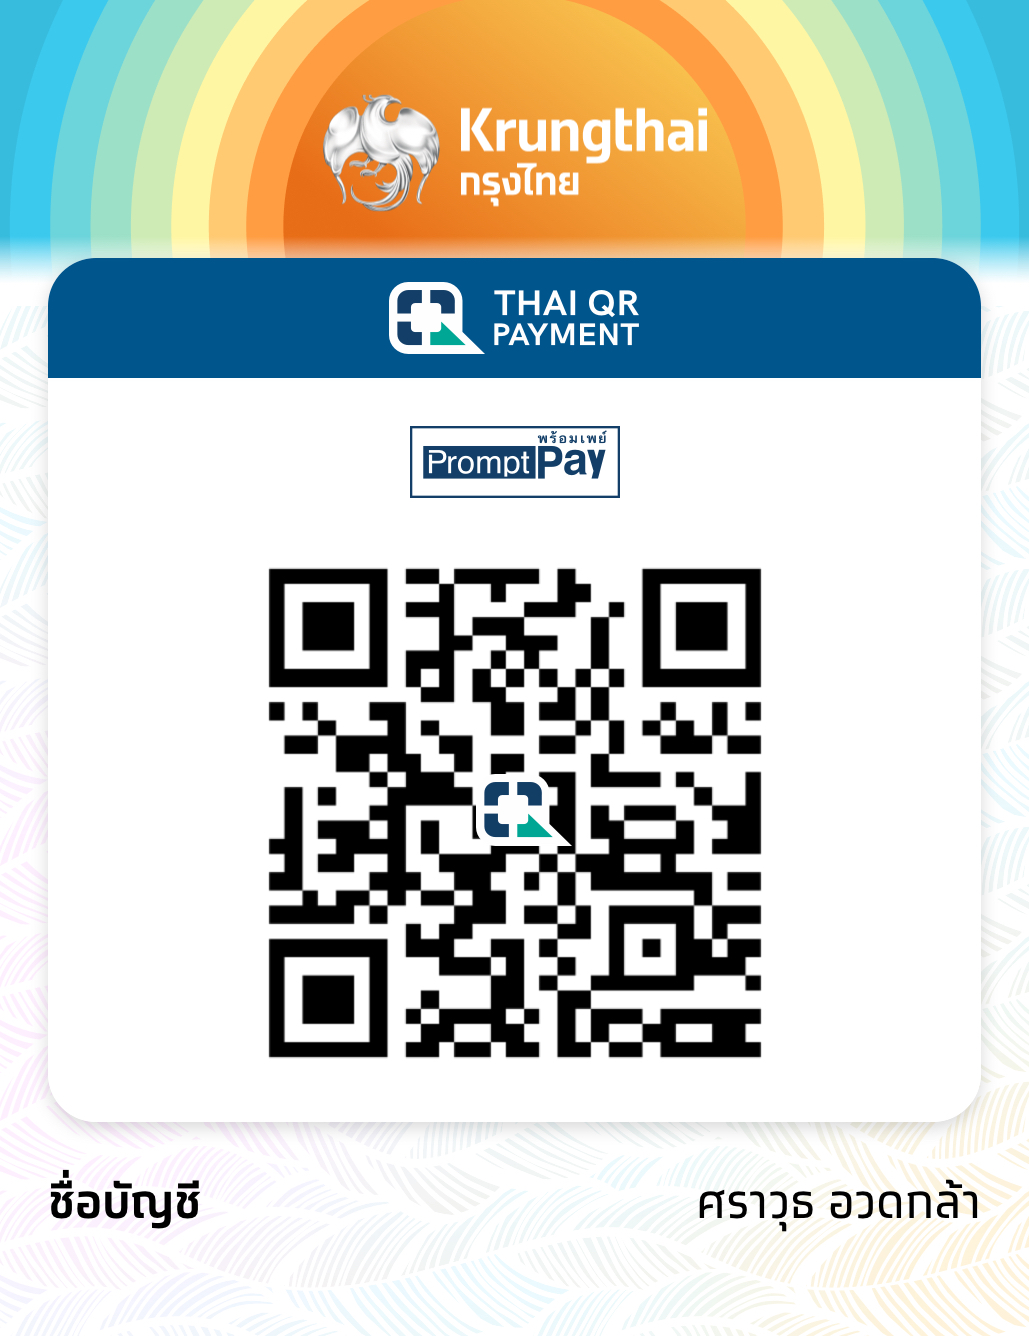 Krungthai
กรุงไทย
THAI QR
PAYMENT
พร้อมเพย์
PromptPay
ชื่อบัญชี ศราวุธ อวดกล้า